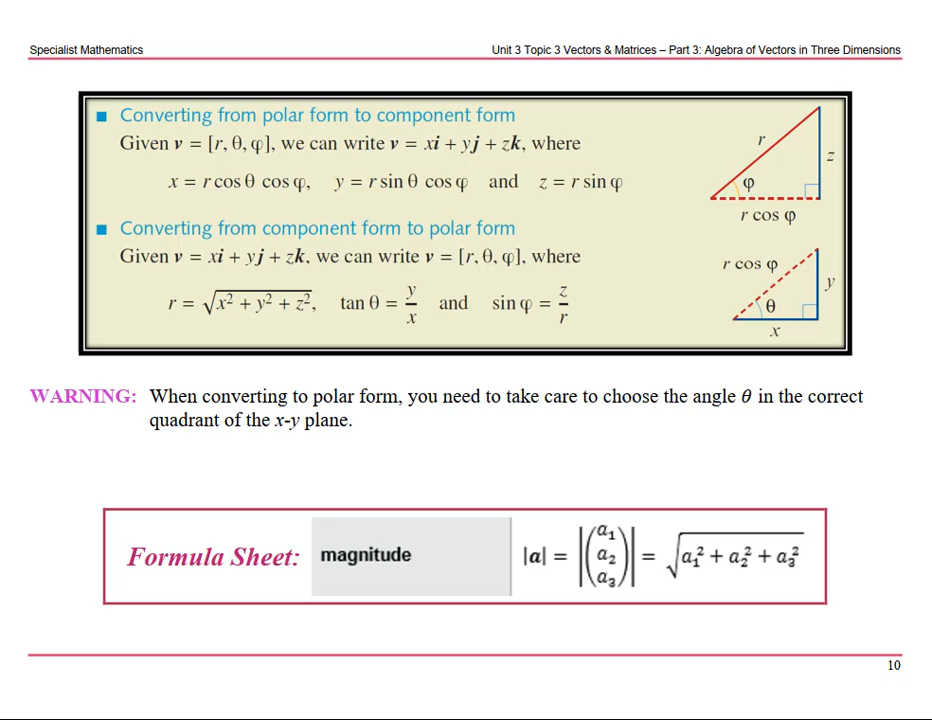 Specialist Mathematics
Unit 3 Topic 3 Vectors & Matrices – Part 3: Algebra of Vectors in Three Dimensions
■ Converting from polar form to component form
Given v = [r, θ, φ], we can write v = xi + yj + zk, where
x = r cos θ cos φ, y = r sin θ cos φ and z = r sin φ
r
z
φ
r cos φ
■ Converting from component form to polar form
Given v = xi + yj + zk, we can write v = [r, θ, φ], where
r = √(x² + y² + z²), tan θ = y/x and sin φ = z/r
r cos φ
y
θ
x
WARNING: When converting to polar form, you need to take care to choose the angle θ in the correct
quadrant of the x-y plane.
Formula Sheet: magnitude |a| = |(a₁ a₂ a₃)| = √(a₁² + a₂² + a₃²)
10